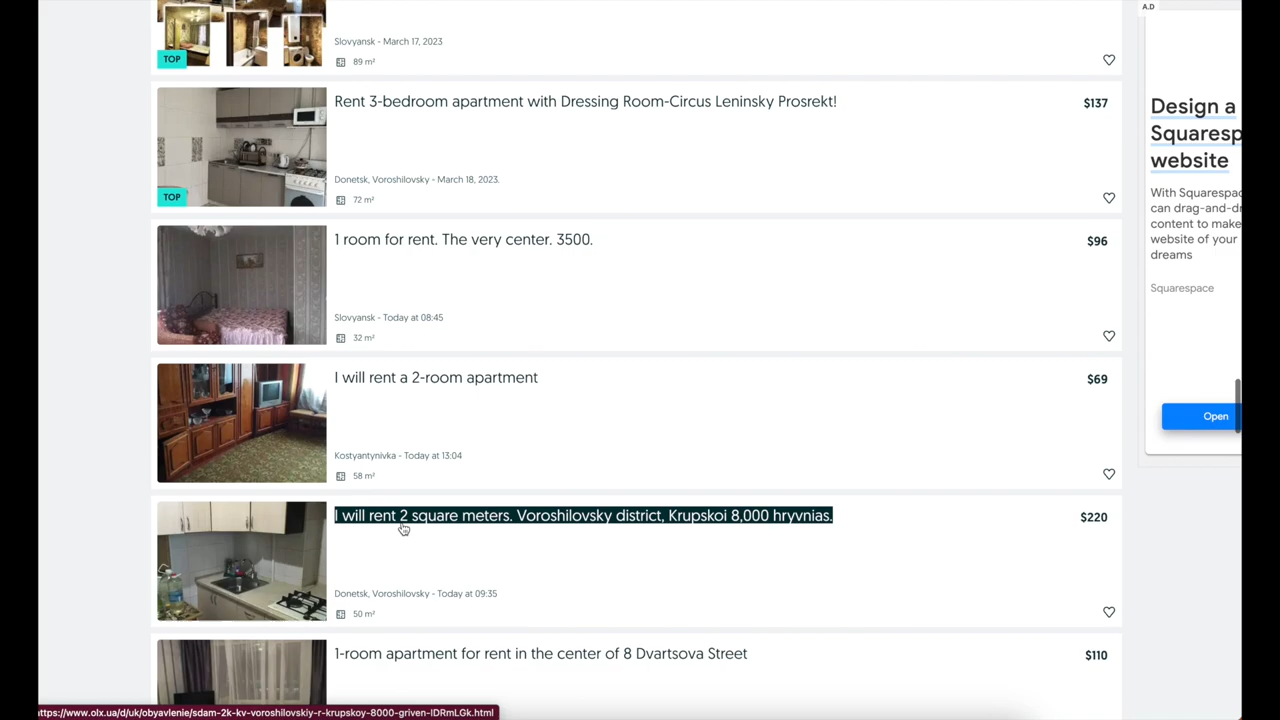 A.D
Slovyansk - March 17, 2023
TOP
89 m²
Rent 3-bedroom apartment with Dressing Room-Circus Leninsky Prosrekt!
$137
Donetsk, Voroshilovsky - March 18, 2023.
TOP
72 m²
1 room for rent. The very center. 3500.
$96
Slovyansk - Today at 08:45
32 m²
I will rent a 2-room apartment
$69
Kostyantynivka - Today at 13:04
58 m²
I will rent 2 square meters. Voroshilovsky district, Krupskoi 8,000 hryvnias.
$220
Donetsk, Voroshilovsky - Today at 09:35
50 m²
1-room apartment for rent in the center of 8 Dvartsova Street
$110
Design a
Squaresp
website
With Squarespac
can drag-and-dr
content to make
website of your
dreams
Squarespace
Open
https://www.olx.ua/d/uk/obyavlenie/sdam-2k-kv-voroshilovskiy-r-krupskoy-8000-griven-IDRmLGk.html